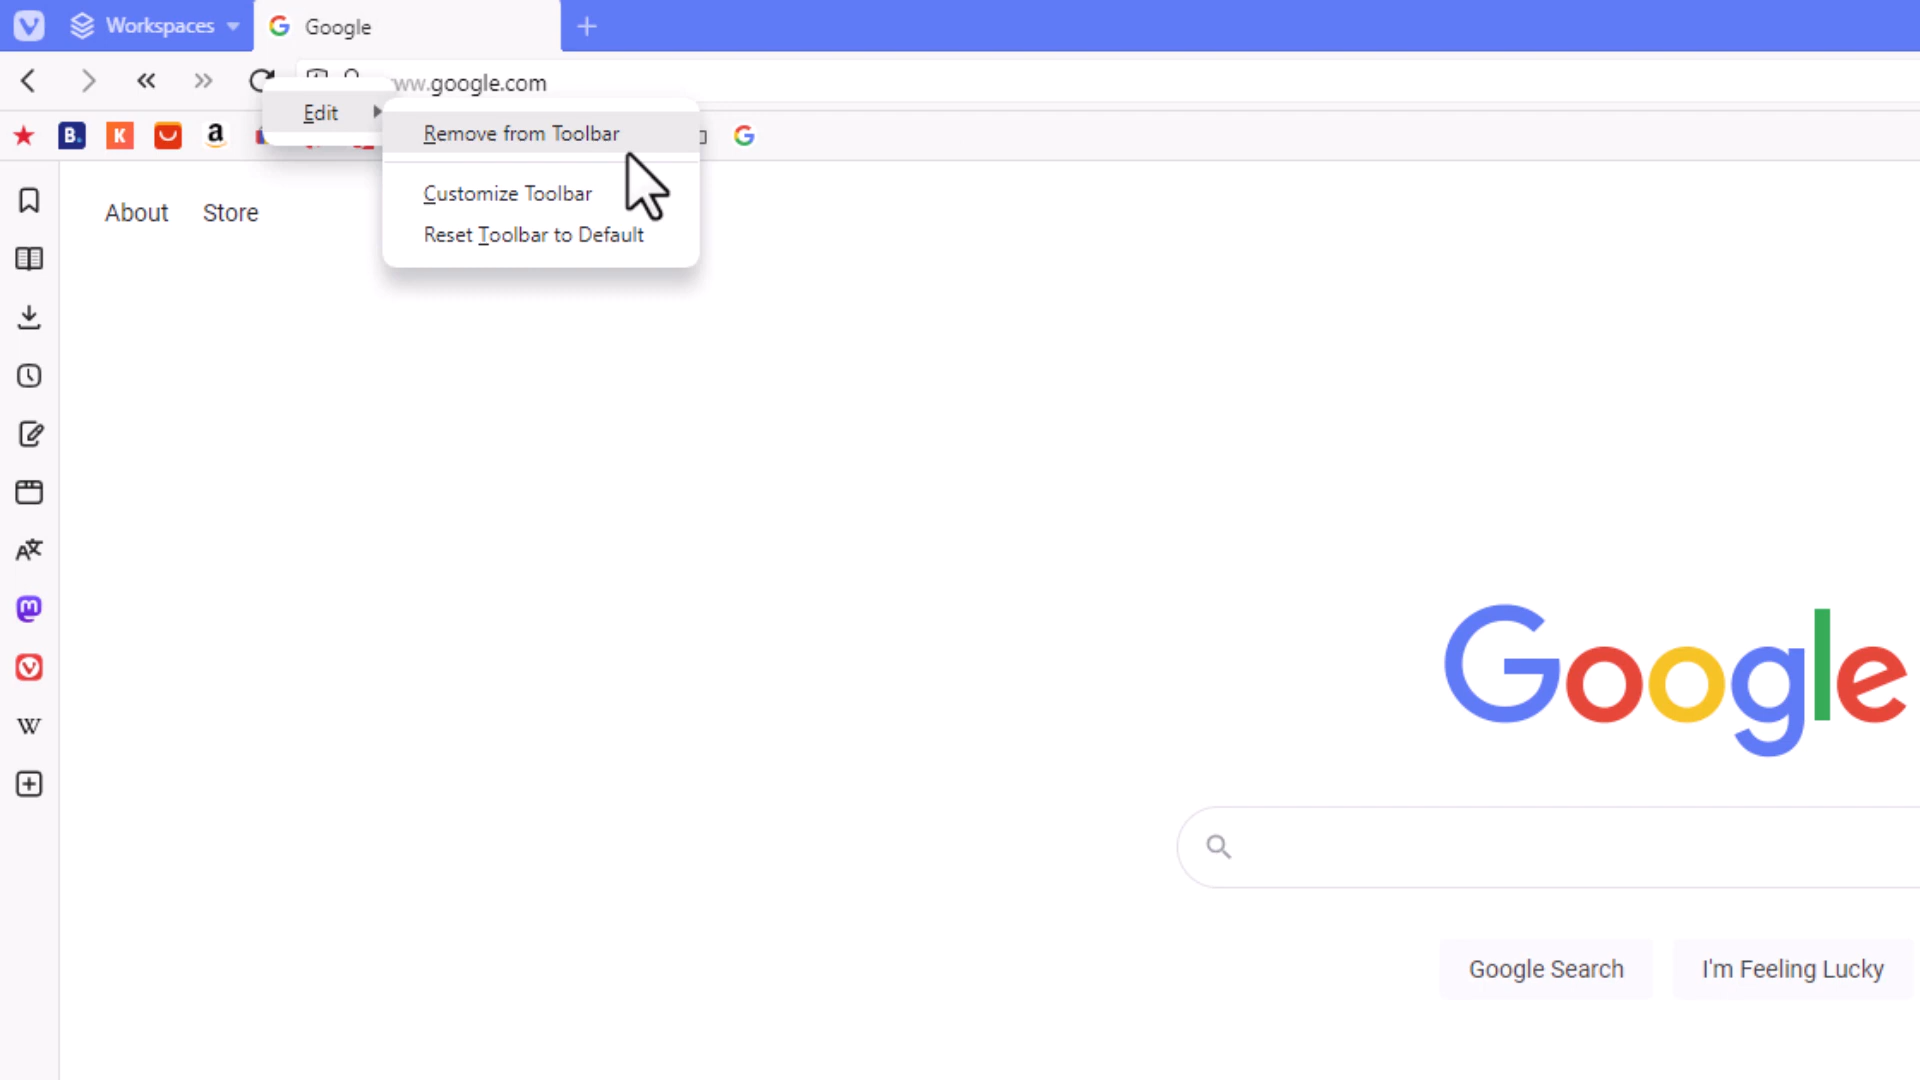 Workspaces
Google
ww.google.com
Edit
Remove from Toolbar
B.
K
a
G
Customize Toolbar
Reset Toolbar to Default
About
Store
W
Google
Google Search
I'm Feeling Lucky